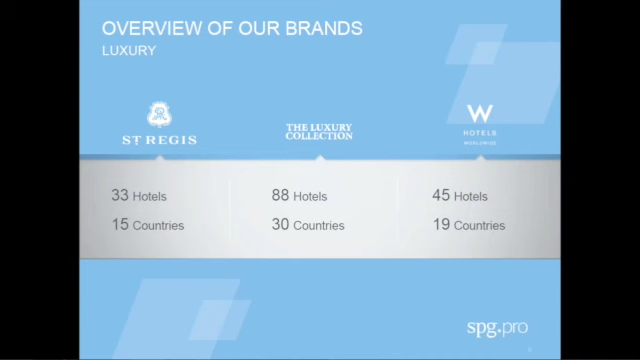 OVERVIEW OF OUR BRANDS
LUXURY
ST REGIS
THE LUXURY
COLLECTION
W
HOTELS
WORLDWIDE
33 Hotels
15 Countries
88 Hotels
30 Countries
45 Hotels
19 Countries
spg.pro